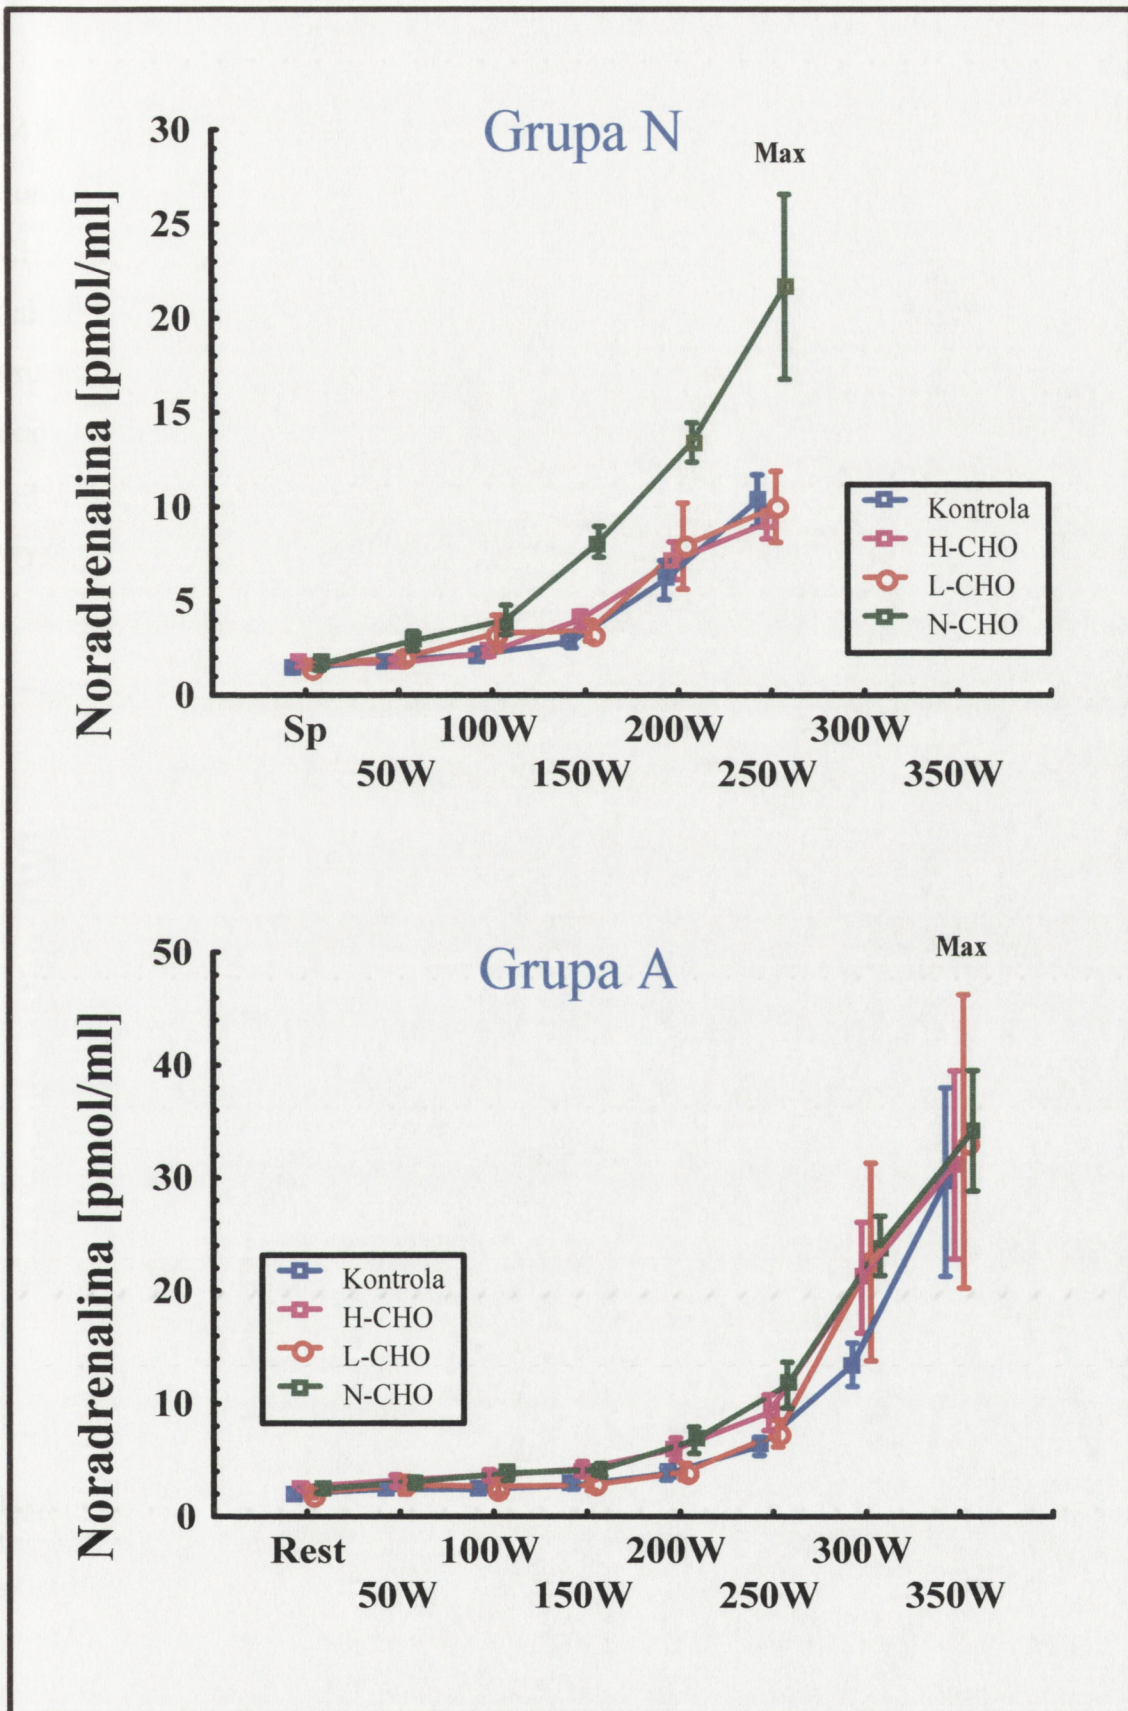 Grupa N
Max
Noradrenalina [pmol/ml]
30
25
20
15
10
5
0
Kontrola
H-CHO
L-CHO
N-CHO
Sp 100W 200W 300W
50W 150W 250W 350W
Grupa A
Max
Noradrenalina [pmol/ml]
50
40
30
20
10
0
Kontrola
H-CHO
L-CHO
N-CHO
Rest 100W 200W 300W
50W 150W 250W 350W